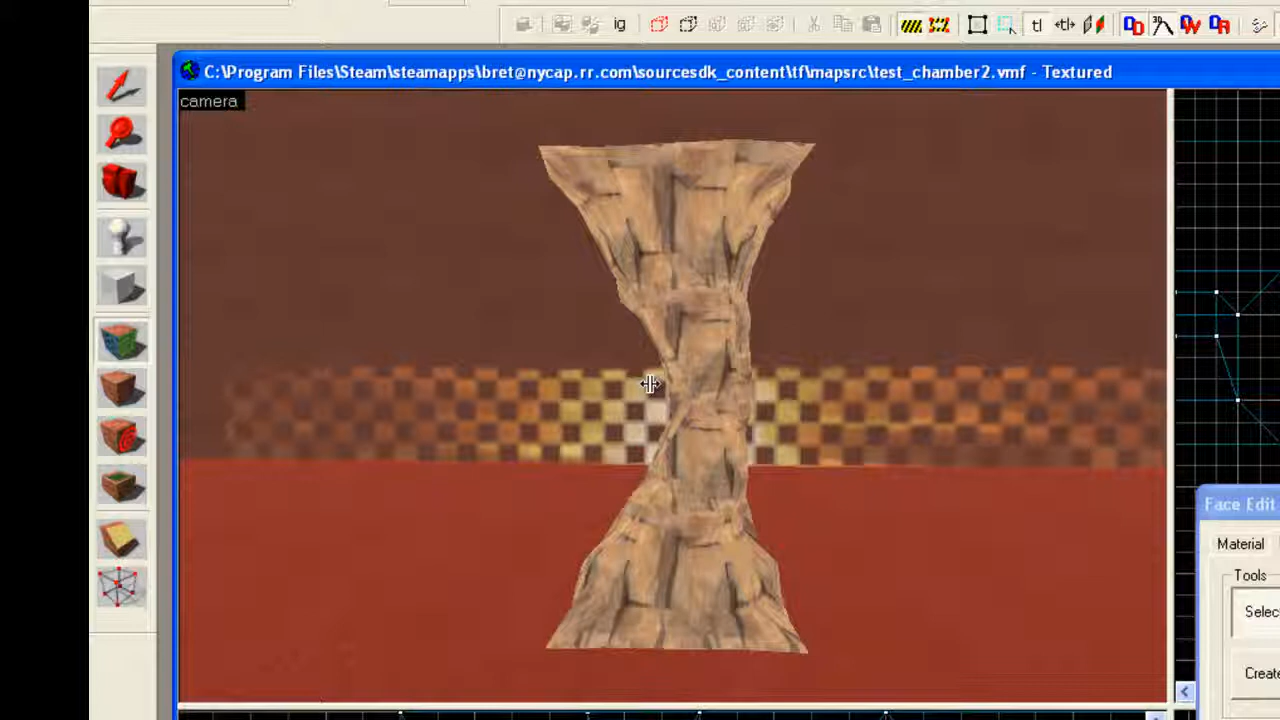 ig
tl
C:\Program Files\Steam\steamapps\bret@nycap.rr.com\sourcesdk_content\tf\mapsrc\test_chamber2.vmf - Textured
camera
Face Edit
Material
Tools
Selec
Create